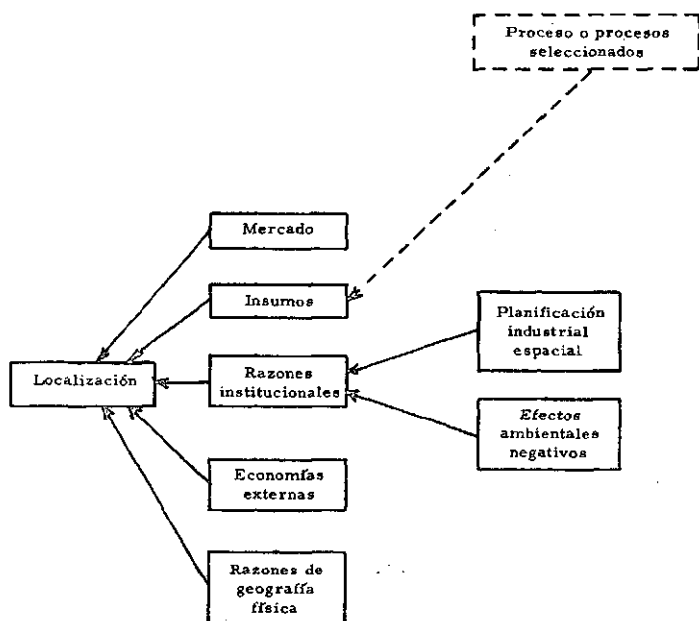 Proceso o procesos
seleccionados
Mercado
Insumos
Planificación
industrial
espacial
Localización
Razones
institucionales
Efectos
ambientales
negativos
Economías
externas
Razones de
geografía
física